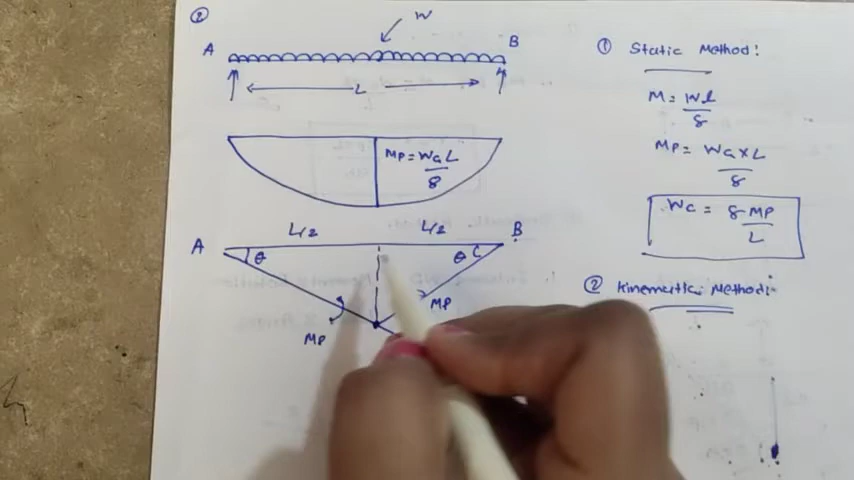 ②
W
A
B
L
MP = WcL
8
L/2
L/2
A
B
θ
θ
MP
MP
① Static Method:
M = Wl
8
MP = Wc×L
8
Wc = 8 MP
L
② Kinematic Method: